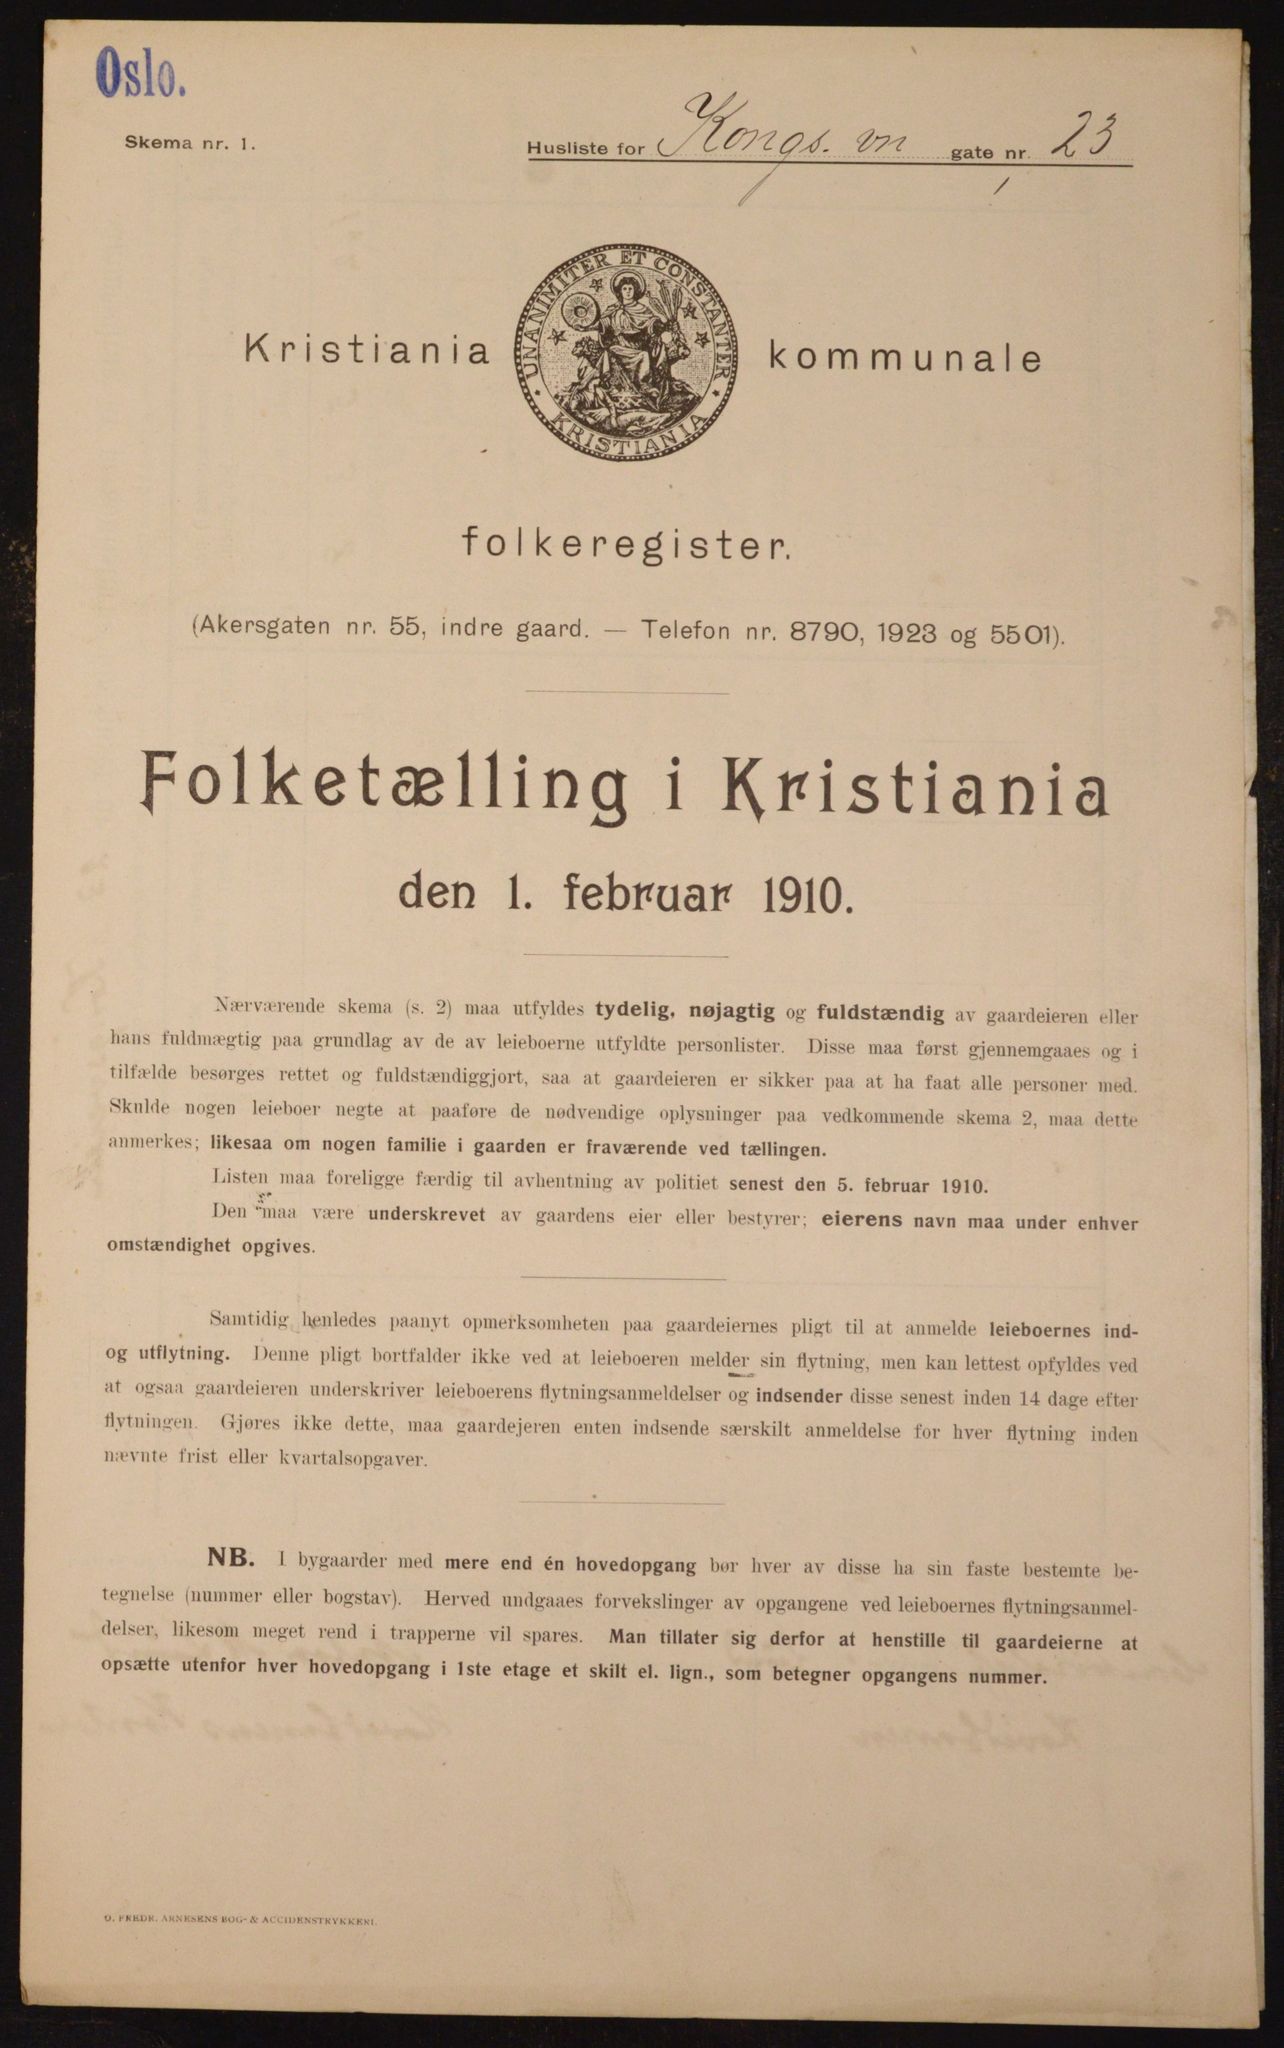 Oslo.
Skema nr. 1.
Husliste for Kongs. vn gate nr. 23
UNANIMITER ET CONSTANTER
KRISTIANIA
Kristiania kommunale
folkeregister.
(Akersgaten nr. 55, indre gaard. — Telefon nr. 8790, 1923 og 5501).
Folketælling i Kristiania
den 1. februar 1910.
Nærværende skema (s. 2) maa utfyldes tydelig, nøjagtig og fuldstændig av gaardeieren eller
hans fuldmægtig paa grundlag av de av leieboerne utfyldte personlister. Disse maa først gjennemgaaes og i
tilfælde besørges rettet og fuldstændiggjort, saa at gaardeieren er sikker paa at ha faat alle personer med.
Skulde nogen leieboer negte at paaføre de nødvendige oplysninger paa vedkommende skema 2, maa dette
anmerkes; likesaa om nogen familie i gaarden er fraværende ved tællingen.
Listen maa foreligge færdig til avhentning av politiet senest den 5. februar 1910.
Den maa være underskrevet av gaardens eier eller bestyrer; eierens navn maa under enhver
omstændighet opgives.
Samtidig henledes paanyt opmerksomheten paa gaardeiernes pligt til at anmelde leieboernes ind-
og utflytning. Denne pligt bortfalder ikke ved at leieboeren melder sin flytning, men kan lettest opfyldes ved
at ogsaa gaardeieren underskriver leieboerens flytningsanmeldelser og indsender disse senest inden 14 dage efter
flytningen. Gjøres ikke dette, maa gaardejeren enten indsende særskilt anmeldelse for hver flytning inden
nævnte frist eller kvartalsopgaver.
NB. I bygaarder med mere end én hovedopgang bør hver av disse ha sin faste bestemte be-
tegnelse (nummer eller bogstav). Herved undgaaes forvekslinger av opgangene ved leieboernes flytningsanmel-
delser, likesom meget rend i trapperne vil spares. Man tillater sig derfor at henstille til gaardeierne at
opsætte utenfor hver hovedopgang i 1ste etage et skilt el. lign., som betegner opgangens nummer.
O. FREDR. ARNESENS BOG- & ACCIDENSTRYKKERI.